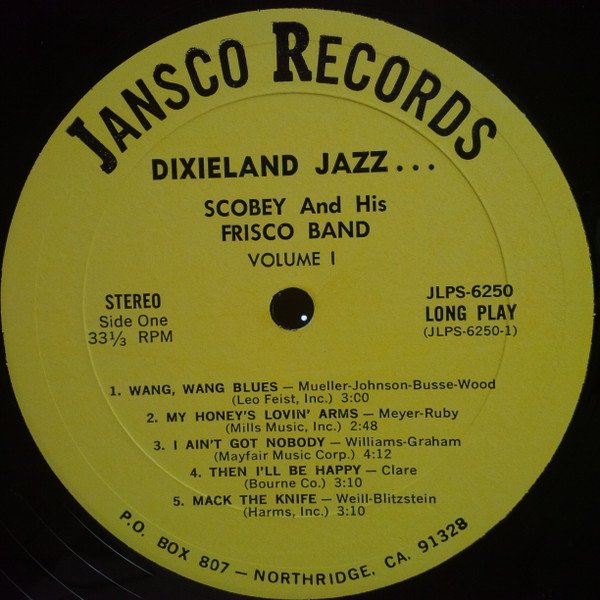 JANSCO RECORDS
DIXIELAND JAZZ...
SCOBEY And His
FRISCO BAND
VOLUME I
STEREO
Side One
33⅓ RPM
JLPS-6250
LONG PLAY
(JLPS-6250-1)
1. WANG, WANG BLUES — Mueller-Johnson-Busse-Wood
(Leo Feist, Inc.) 3:00
2. MY HONEY'S LOVIN' ARMS — Meyer-Ruby
(Mills Music, Inc.) 2:48
3. I AIN'T GOT NOBODY — Williams-Graham
(Mayfair Music Corp.) 4:12
4. THEN I'LL BE HAPPY — Clare
(Bourne Co.) 3:10
5. MACK THE KNIFE — Weill-Blitzstein
(Harms, Inc.) 3:10
P.O. BOX 807 — NORTHRIDGE, CA. 91328